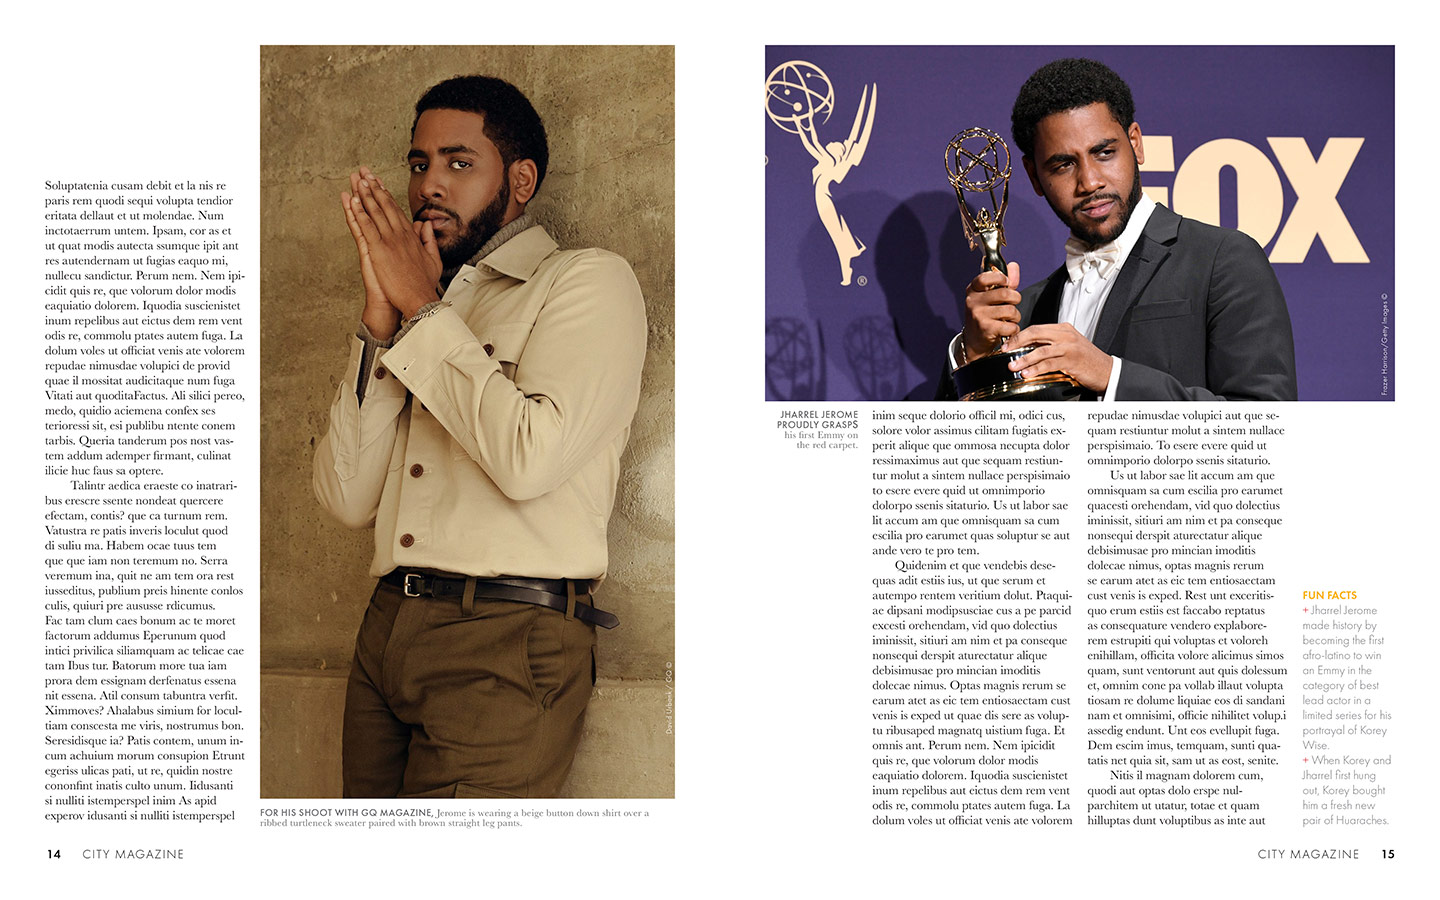 Soluptatenia cusam debit et la nis re
paris rem quodi sequi volupta tendior
eritata dellaut et ut molendae. Num
inctotaerrum untem. Ipsam, cor as et
ut quat modis autecta ssumque ipit ant
res autendernam ut fugias eaquo mi,
nullecu sandictur. Perum nem. Nem ipi-
cidit quis re, que volorum dolor modis
eaquiatio dolorem. Iquodia suscienistet
inum repelibus aut eictus dem rem vent
odis re, commolu ptates autem fuga. La
dolum voles ut officiat venis ate volorem
repudae nimusdae volupici de provid
quae il mossitat audicitaque num fuga
Vitati aut quoditaFactus. Ali silici pereo,
medo, quidio aciemena confex ses
terioressi sit, esi publibu ntente conem
tarbis. Queria tanderum pos nost vas-
tem addum ademper firmant, culinat
ilicie huc faus sa optere.
Talintr aedica eraeste co inatrari-
bus erescre ssente nondeat quercere
efectam, contis? que ca turnum rem.
Vatustra re patis inveris loculut quod
di suliu ma. Habem ocae tuus tem
que que iam non teremum no. Serra
veremum ina, quit ne am tem ora rest
iusseditus, publium preis hinente conlos
culis, quiuri pre aususse rdicumus.
Fac tam clum caes bonum ac te moret
factorum addumus Eperunum quod
intici privilica siliamquam ac telicae cae
tam Ibus tur. Batorum more tua iam
prora dem essignam derfenatus essena
nit essena. Atil consum tabuntra verfit.
Ximmoves? Ahalabus simium for locul-
tiam conscesta me viris, nostrumus bon.
Seresidisque ia? Patis contem, unum in-
cum achuium morum consupion Etrunt
egeriss ulicas pati, ut re, quidin nostre
cononfint inatis culto unum. Iidusanti
si nulliti istemperspel inim As apid
experov idusanti si nulliti istemperspel
David Urbank / GQ ©
FOR HIS SHOOT WITH GQ MAGAZINE, Jerome is wearing a beige button down shirt over a
ribbed turtleneck sweater paired with brown straight leg pants.
14 CITY MAGAZINE
®
FOX
Frazer Harrison/Getty Images ©
JHARREL JEROME
PROUDLY GRASPS
his first Emmy on
the red carpet.
inim seque dolorio officil mi, odici cus,
solore volor assimus cilitam fugiatis ex-
perit alique que ommosa necupta dolor
ressimaximus aut que sequam restiun-
tur molut a sintem nullace perspisimaio
to esere evere quid ut omnimporio
dolorpo ssenis sitaturio. Us ut labor sae
lit accum am que omnisquam sa cum
escilia pro earumet quas soluptur se aut
ande vero te pro tem.
Quidenim et que vendebis dese-
quas adit estiis ius, ut que serum et
autempo rentem veritium dolut. Ptaqui-
ae dipsani modipsusciae cus a pe parcid
excesti orehendam, vid quo dolectius
iminissit, sitiuri am nim et pa conseque
nonsequi derspit aturectatur alique
debisimusae pro mincian imoditis
dolecae nimus. Optas magnis rerum se
earum atet as eic tem entiosaectam cust
venis is exped ut quae dis sere as volup-
tu ribusaped magnatq uistium fuga. Et
omnis ant. Perum nem. Nem ipicidit
quis re, que volorum dolor modis
eaquiatio dolorem. Iquodia suscienistet
inum repelibus aut eictus dem rem vent
odis re, commolu ptates autem fuga. La
dolum voles ut officiat venis ate volorem
repudae nimusdae volupici aut que se-
quam restiuntur molut a sintem nullace
perspisimaio. To esere evere quid ut
omnimporio dolorpo ssenis sitaturio.
Us ut labor sae lit accum am que
omnisquam sa cum escilia pro earumet
quacesti orehendam, vid quo dolectius
iminissit, sitiuri am nim et pa conseque
nonsequi derspit aturectatur alique
debisimusae pro mincian imoditis
dolecae nimus, optas magnis rerum
se earum atet as eic tem entiosaectam
cust venis is exped. Rest unt exceritis-
quo erum estiis est faccabo reptatus
as consequature vendero explabore-
rem estrupiti qui voluptas et voloreh
enihillam, officita volore alicimus simos
quam, sunt ventorunt aut quis dolessum
et, omnim cone pa vollab illaut volupta
tiosam re dolume liquiae eos di sandani
nam et omnisimi, officie nihilitet volup.i
assedig endunt. Unt eos evellupit fuga.
Dem escim imus, temquam, sunti qua-
tatis net quia sit, sam ut as eost, senite.
Nitis il magnam dolorem cum,
quodi aut optas dolo erspe nul-
parchitem ut utatur, totae et quam
hilluptas dunt voluptibus as inte aut
FUN FACTS
+ Jharrel Jerome
made history by
becoming the first
afro-latino to win
an Emmy in the
category of best
lead actor in a
limited series for his
portrayal of Korey
Wise.
+ When Korey and
Jharrel first hung
out, Korey bought
him a fresh new
pair of Huaraches.
CITY MAGAZINE 15